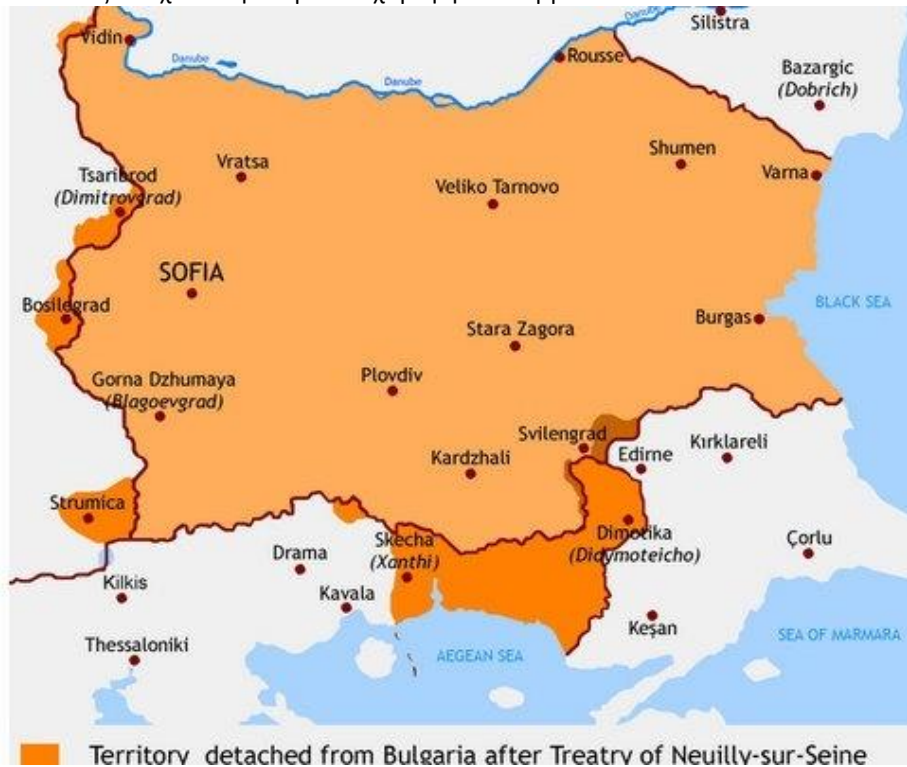 Danube
Silistra
Vidin
Danube
Rousse
Bazargic
(Dobrich)
Danube
Shumen
Vratsa
Varna
Tsaribrod
(Dimitrovgrad)
Veliko Tarnovo
SOFIA
BLACK SEA
Bosilegrad
Burgas
Stara Zagora
Gorna Dzhumaya
(Blagoevgrad)
Plovdiv
Svilengrad
Kırklareli
Edirne
Kardzhali
Strumica
Dimotika
(Didymoteicho)
Skecha
(Xanthi)
Çorlu
Drama
Kilkis
Kavala
Keşan
SEA OF MARMARA
Thessaloniki
AEGEAN SEA
Territory detached from Bulgaria after Treatry of Neuilly-sur-Seine